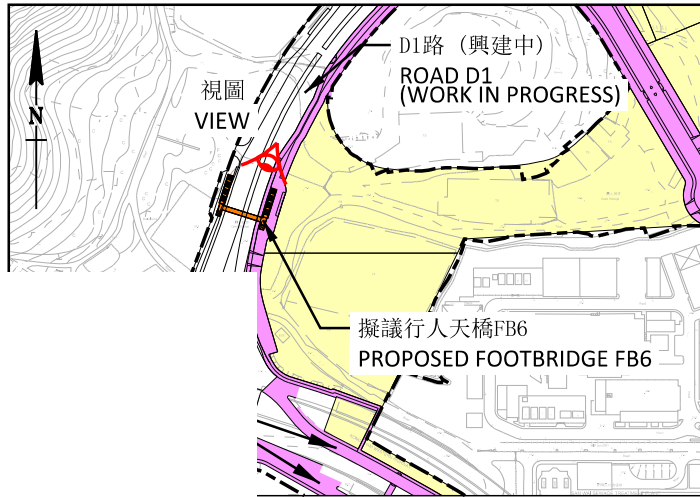 D1路 (興建中)
ROAD D1
(WORK IN PROGRESS)
視圖
VIEW
N
擬議行人天橋FB6
PROPOSED FOOTBRIDGE FB6